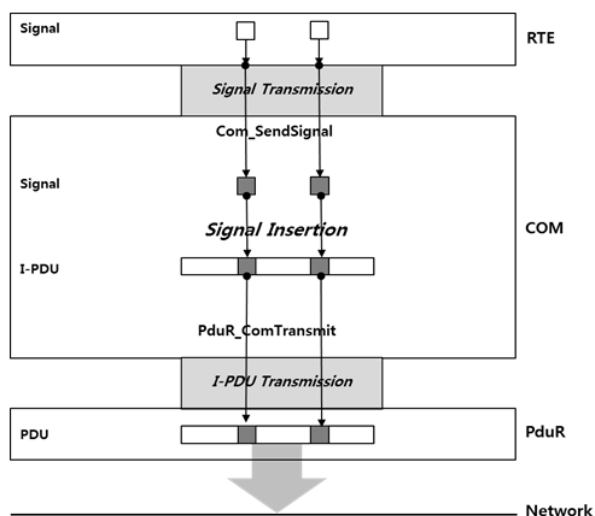 Signal
RTE
Signal Transmission
Com_SendSignal
Signal
Signal Insertion
COM
I-PDU
PduR_ComTransmit
I-PDU Transmission
PDU
PduR
Network